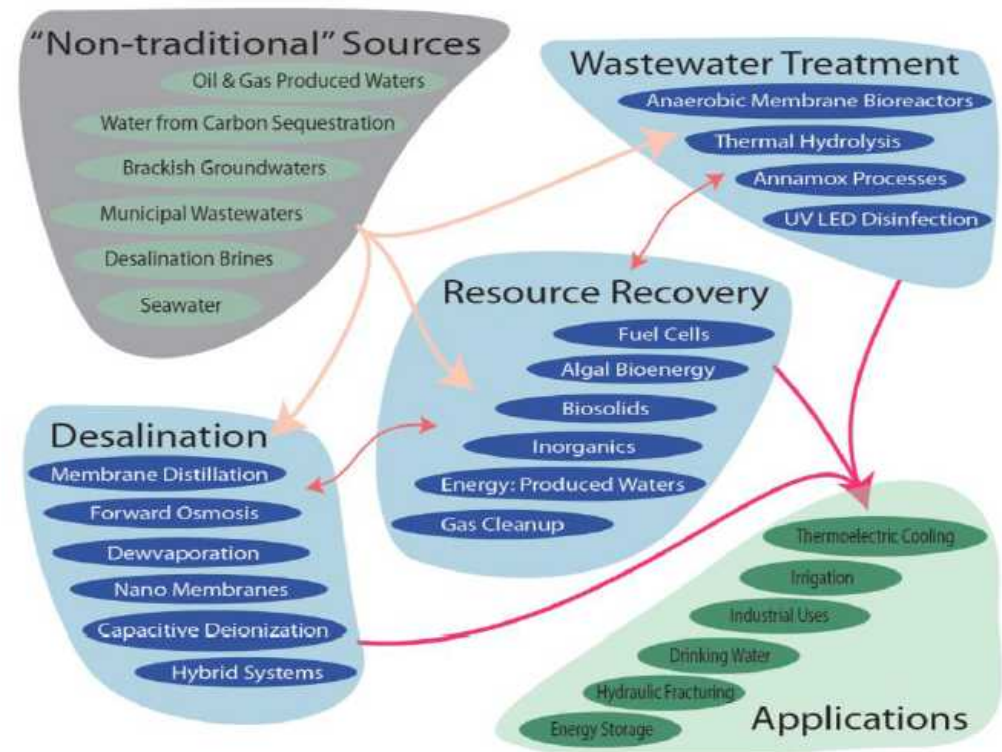 "Non-traditional" Sources
Oil & Gas Produced Waters
Water from Carbon Sequestration
Brackish Groundwaters
Municipal Wastewaters
Desalination Brines
Seawater
Wastewater Treatment
Anaerobic Membrane Bioreactors
Thermal Hydrolysis
Annamox Processes
UV LED Disinfection
Resource Recovery
Fuel Cells
Algal Bioenergy
Biosolids
Inorganics
Energy: Produced Waters
Gas Cleanup
Desalination
Membrane Distillation
Forward Osmosis
Dewvaporation
Nano Membranes
Capacitive Deionization
Hybrid Systems
Thermoelectric Cooling
Irrigation
Industrial Uses
Drinking Water
Hydraulic Fracturing
Energy Storage
Applications